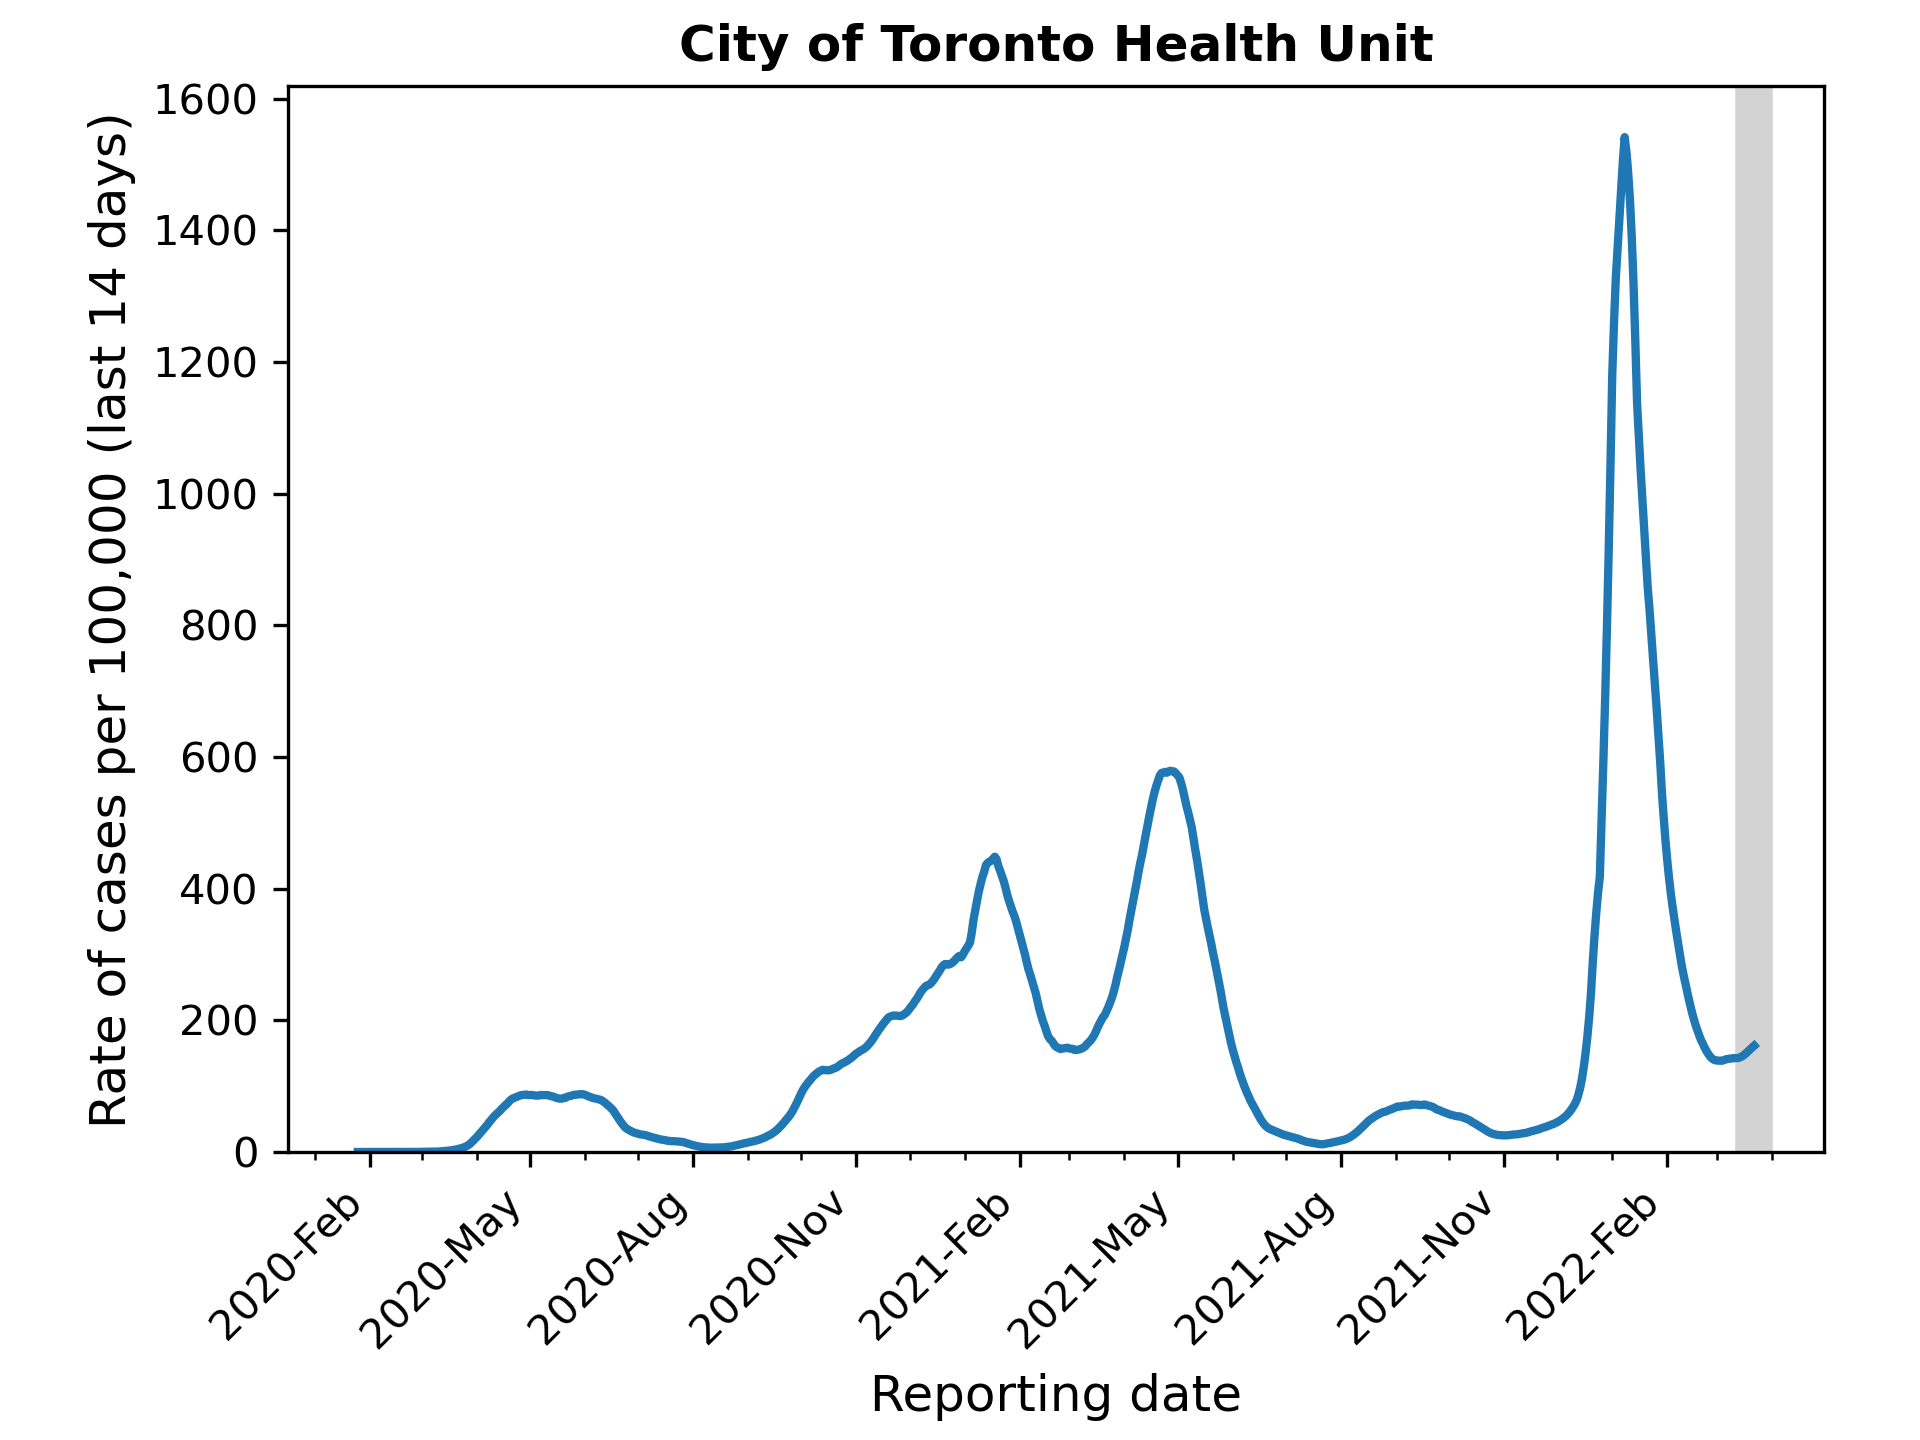 City of Toronto Health Unit
Rate of cases per 100,000 (last 14 days)
1600
1400
1200
1000
800
600
400
200
0
2020-Feb
2020-May
2020-Aug
2020-Nov
2021-Feb
2021-May
2021-Aug
2021-Nov
2022-Feb
Reporting date